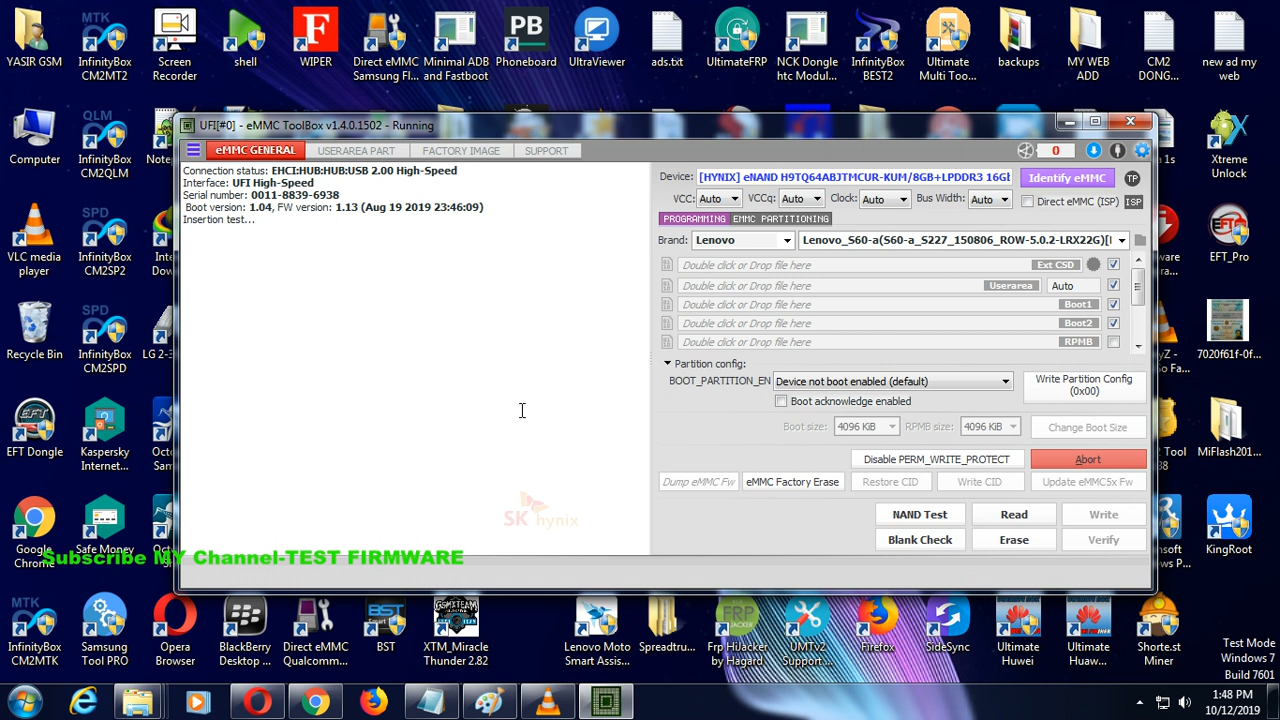 YASIR GSM
InfinityBox CM2MT2
Screen Recorder
shell
WIPER
Direct eMMC Samsung Fl...
Minimal ADB and Fastboot
PB
Phoneboard
UltraViewer
ads.txt
UltimateFRP
NCK Dongle htc Modul...
InfinityBox BEST2
Ultimate Multi Too...
backups
MY WEB ADD
CM2 DONG...
new ad my web
UFI[#0] - eMMC ToolBox v1.4.0.1502 - Running
eMMC GENERAL
USERAREA PART
FACTORY IMAGE
SUPPORT
0
Connection status: EHCI:HUB:HUB:USB 2.00 High-Speed
Interface: UFI High-Speed
Serial number: 0011-8839-6938
Boot version: 1.04, FW version: 1.13 (Aug 19 2019 23:46:09)
Insertion test...
Device: [HYNIX] eNAND H9TQ64ABJTMCUR-KUM/8GB+LPDDR3 16Gb
Identify eMMC
TP
VCC: Auto
VCCq: Auto
Clock: Auto
Bus Width: Auto
Direct eMMC (ISP)
ISP
PROGRAMMING
EMMC PARTITIONING
Brand: Lenovo
Lenovo_S60-a(S60-a_S227_150806_ROW-5.0.2-LRX22G)[
Double click or Drop file here Ext CSD
Double click or Drop file here Userarea Auto
Double click or Drop file here Boot1
Double click or Drop file here Boot2
Double click or Drop file here RPMB
Partition config:
BOOT_PARTITION_EN Device not boot enabled (default)
Write Partition Config (0x00)
Boot acknowledge enabled
Boot size: 4096 KiB
RPMB size: 4096 KiB
Change Boot Size
Disable PERM_WRITE_PROTECT
Abort
Dump eMMC Fw
eMMC Factory Erase
Restore CID
Write CID
Update eMMC5x Fw
NAND Test
Read
Write
Blank Check
Erase
Verify
SK hynix
Computer
QLM
InfinityBox CM2QLM
Xtreme Unlock
VLC media player
SPD
InfinityBox CM2SP2
EFT_Pro
Recycle Bin
SPD
InfinityBox CM2SPD
LG 2-3
7020f61f-0f...
EFT
EFT Dongle
Kaspersky Internet...
MiFlash201...
Google Chrome
Safe Money
KingRoot
Subscribe MY Channel-TEST FIRMWARE
MTK
InfinityBox CM2MTK
Samsung Tool PRO
Opera Browser
BlackBerry Desktop ...
Direct eMMC Qualcomm...
BST
BST
XTM_Miracle Thunder 2.82
Lenovo Moto Smart Assis...
Spreadtru...
FRP
Frp HiJacker by Hagard
UMTv2 Support ...
Firefox
SideSync
Ultimate Huwei
Ultimate Huaw...
Shorte.st Miner
Test Mode
Windows 7
Build 7601
1:48 PM
10/12/2019